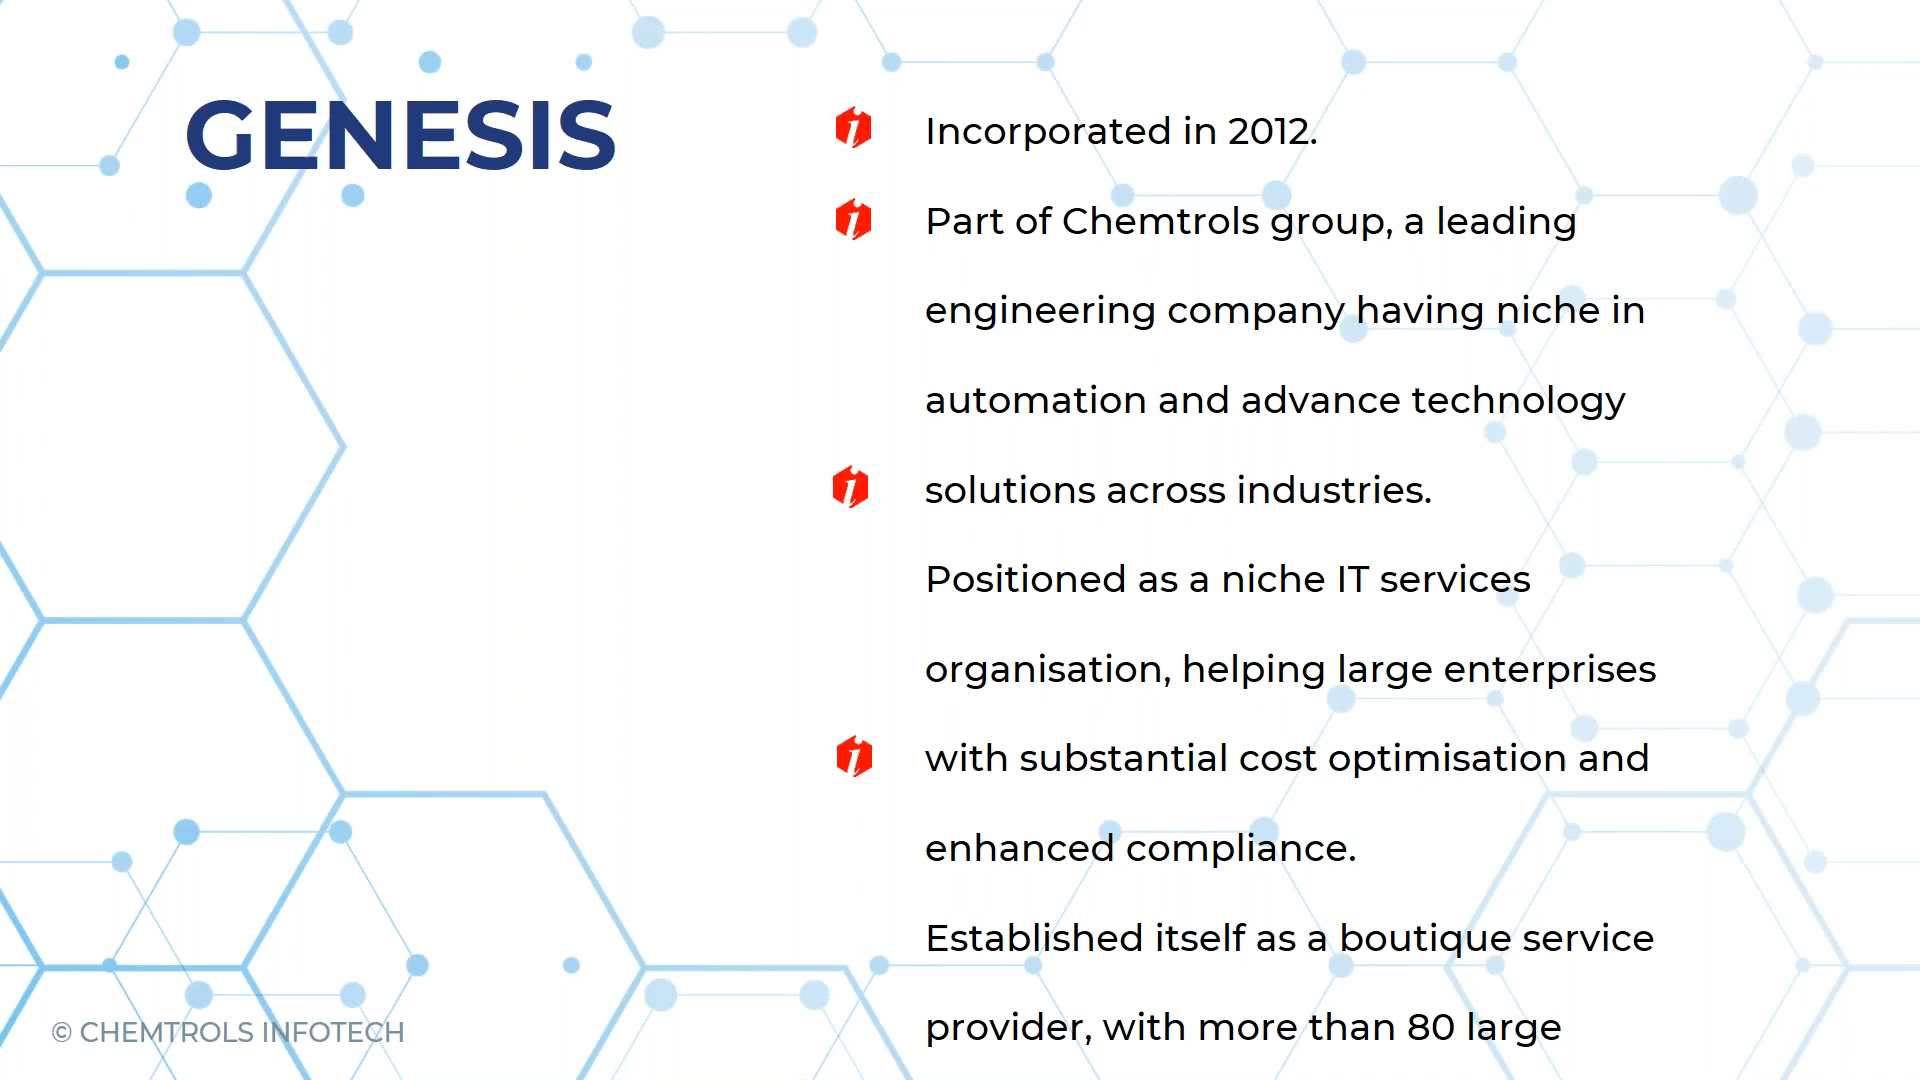 GENESIS
Incorporated in 2012.
Part of Chemtrols group, a leading
engineering company having niche in
automation and advance technology
solutions across industries.
Positioned as a niche IT services
organisation, helping large enterprises
with substantial cost optimisation and
enhanced compliance.
Established itself as a boutique service
provider, with more than 80 large
© CHEMTROLS INFOTECH